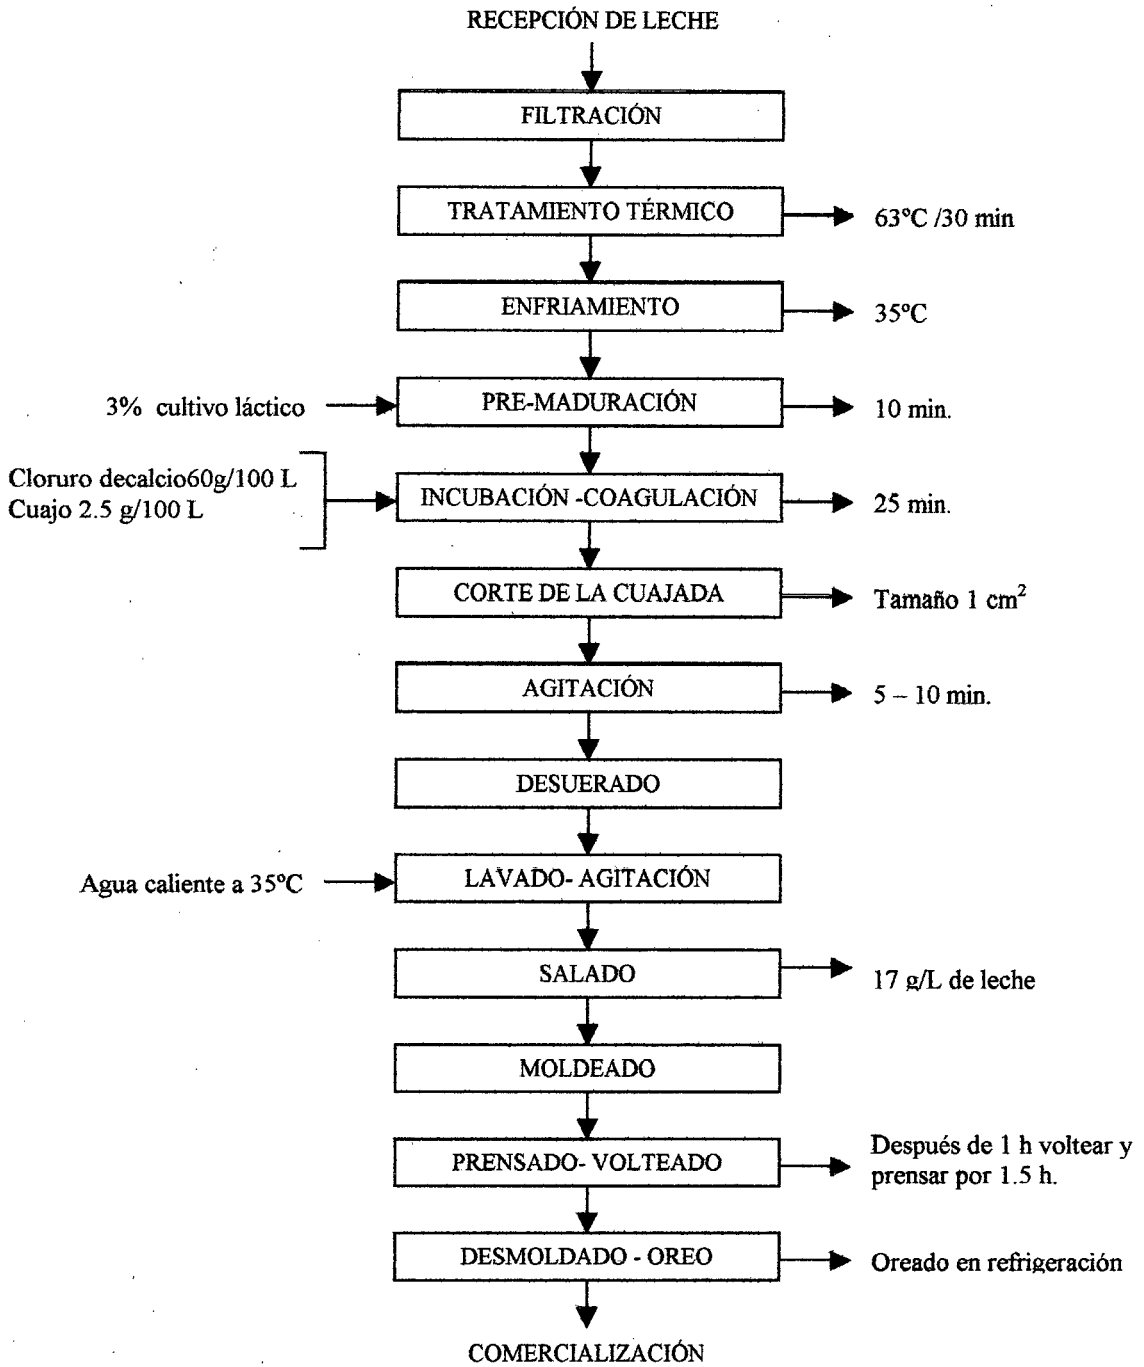 RECEPCIÓN DE LECHE
FILTRACIÓN
TRATAMIENTO TÉRMICO
63ºC /30 min
ENFRIAMIENTO
35ºC
3% cultivo láctico
PRE-MADURACIÓN
10 min.
Cloruro decalcio60g/100 L
Cuajo 2.5 g/100 L
INCUBACIÓN -COAGULACIÓN
25 min.
CORTE DE LA CUAJADA
Tamaño 1 cm²
AGITACIÓN
5 – 10 min.
DESUERADO
Agua caliente a 35ºC
LAVADO- AGITACIÓN
SALADO
17 g/L de leche
MOLDEADO
PRENSADO- VOLTEADO
Después de 1 h voltear y
prensar por 1.5 h.
DESMOLDADO - OREO
Oreado en refrigeración
COMERCIALIZACIÓN